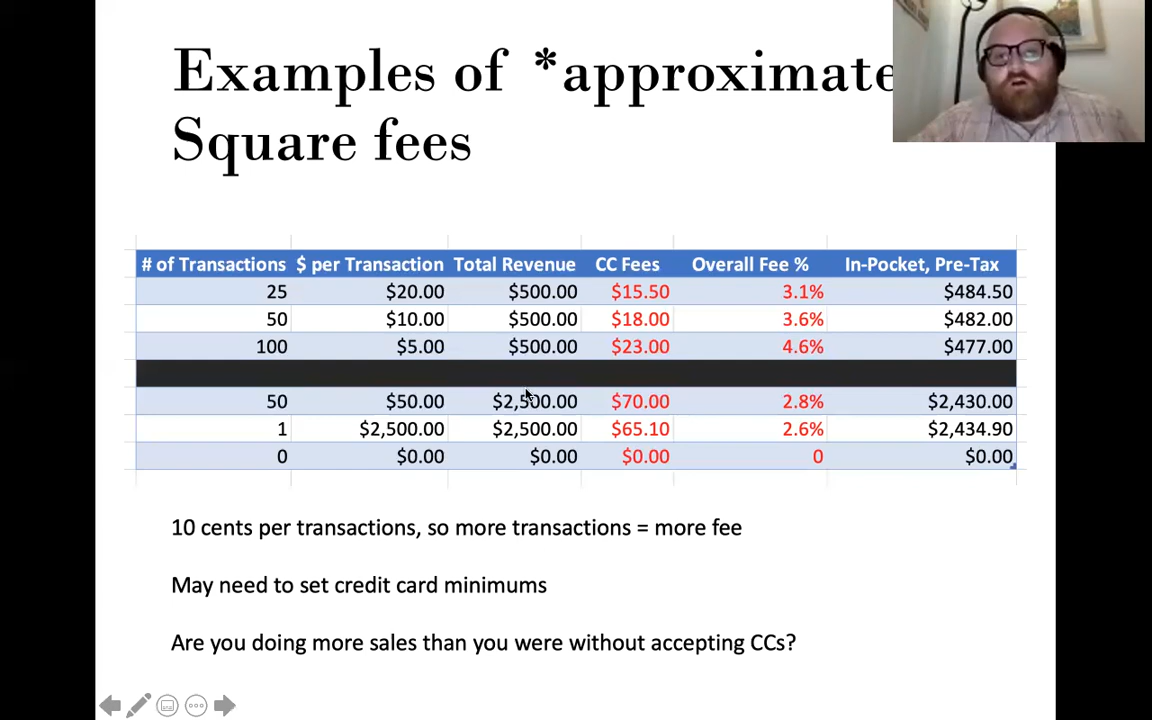 Examples of *approximate
Square fees
# of Transactions $ per Transaction Total Revenue CC Fees Overall Fee % In-Pocket, Pre-Tax
25 $20.00 $500.00 $15.50 3.1% $484.50
50 $10.00 $500.00 $18.00 3.6% $482.00
100 $5.00 $500.00 $23.00 4.6% $477.00
50 $50.00 $2,500.00 $70.00 2.8% $2,430.00
1 $2,500.00 $2,500.00 $65.10 2.6% $2,434.90
0 $0.00 $0.00 $0.00 0 $0.00
10 cents per transactions, so more transactions = more fee
May need to set credit card minimums
Are you doing more sales than you were without accepting CCs?